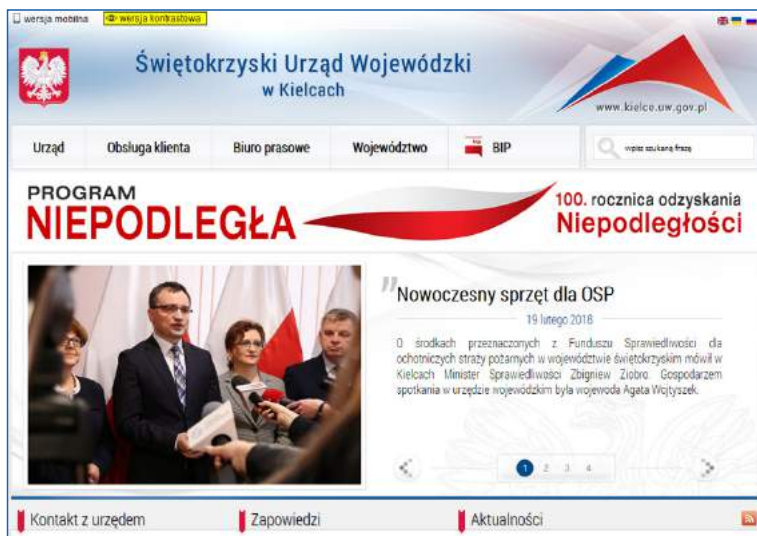 wersja mobilna
wersja kontrastowa
Świętokrzyski Urząd Wojewódzki
w Kielcach
www.kielce.uw.gov.pl
Urząd
Obsługa klienta
Biuro prasowe
Województwo
BIP
wpisz szukaną frazę
PROGRAM
NIEPODLEGŁA
100. rocznica odzyskania
Niepodległości
"Nowoczesny sprzęt dla OSP
19 lutego 2018
O środkach przeznaczonych z Funduszu Sprawiedliwości dla
ochotniczych straży pożarnych w województwie świętokrzyskim mówił w
Kielcach Minister Sprawiedliwości Zbigniew Ziobro. Gospodarzem
spotkania w urzędzie wojewódzkim była wojewoda Agata Wojtyszek.
1 2 3 4
Kontakt z urzędem
Zapowiedzi
Aktualności